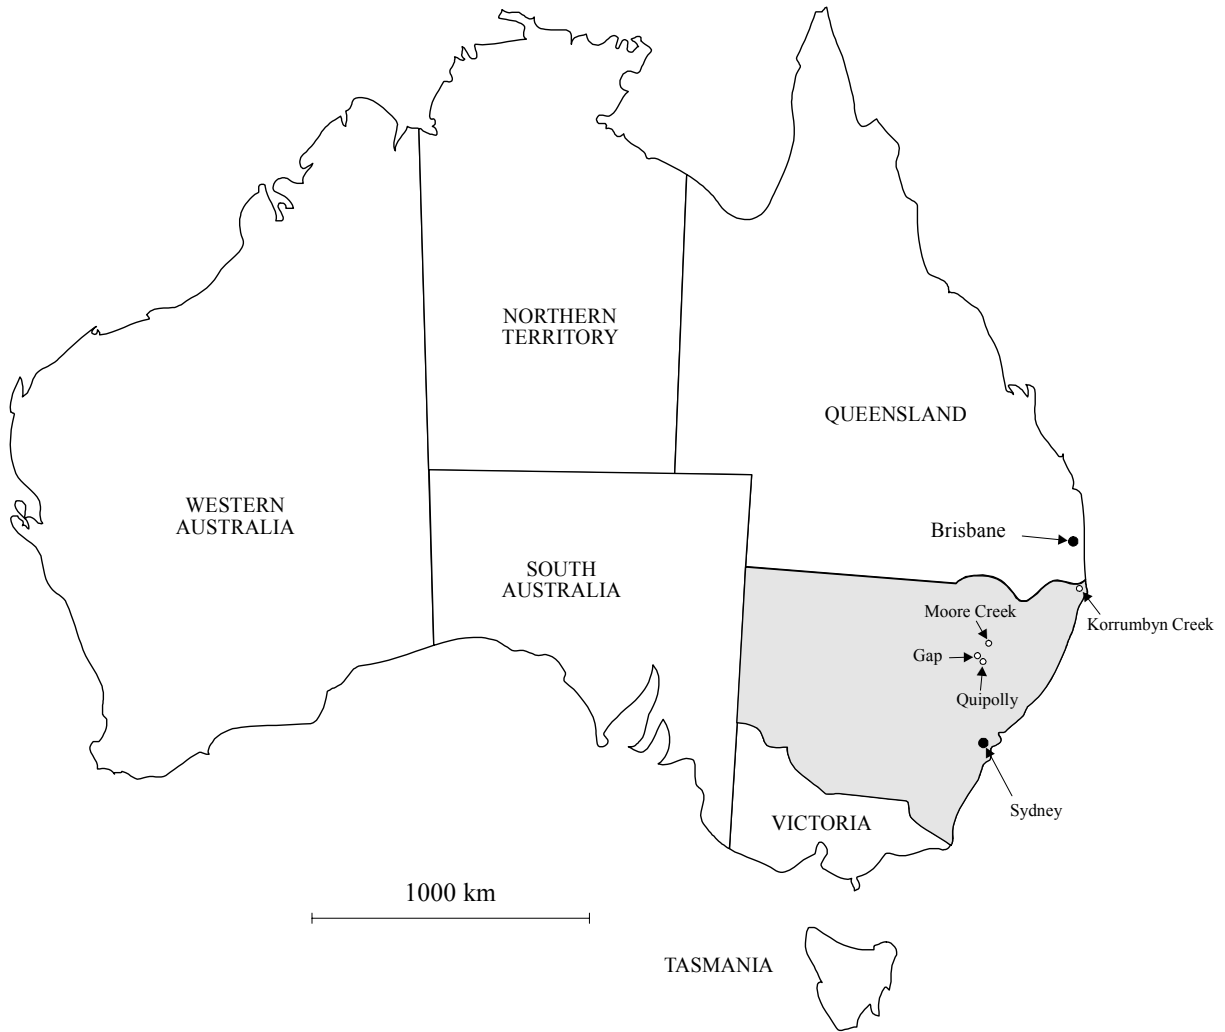 NORTHERN
TERRITORY
QUEENSLAND
WESTERN
AUSTRALIA
Brisbane
SOUTH
AUSTRALIA
Moore Creek
Korrumbyn Creek
Gap
Quipolly
Sydney
VICTORIA
1000 km
TASMANIA